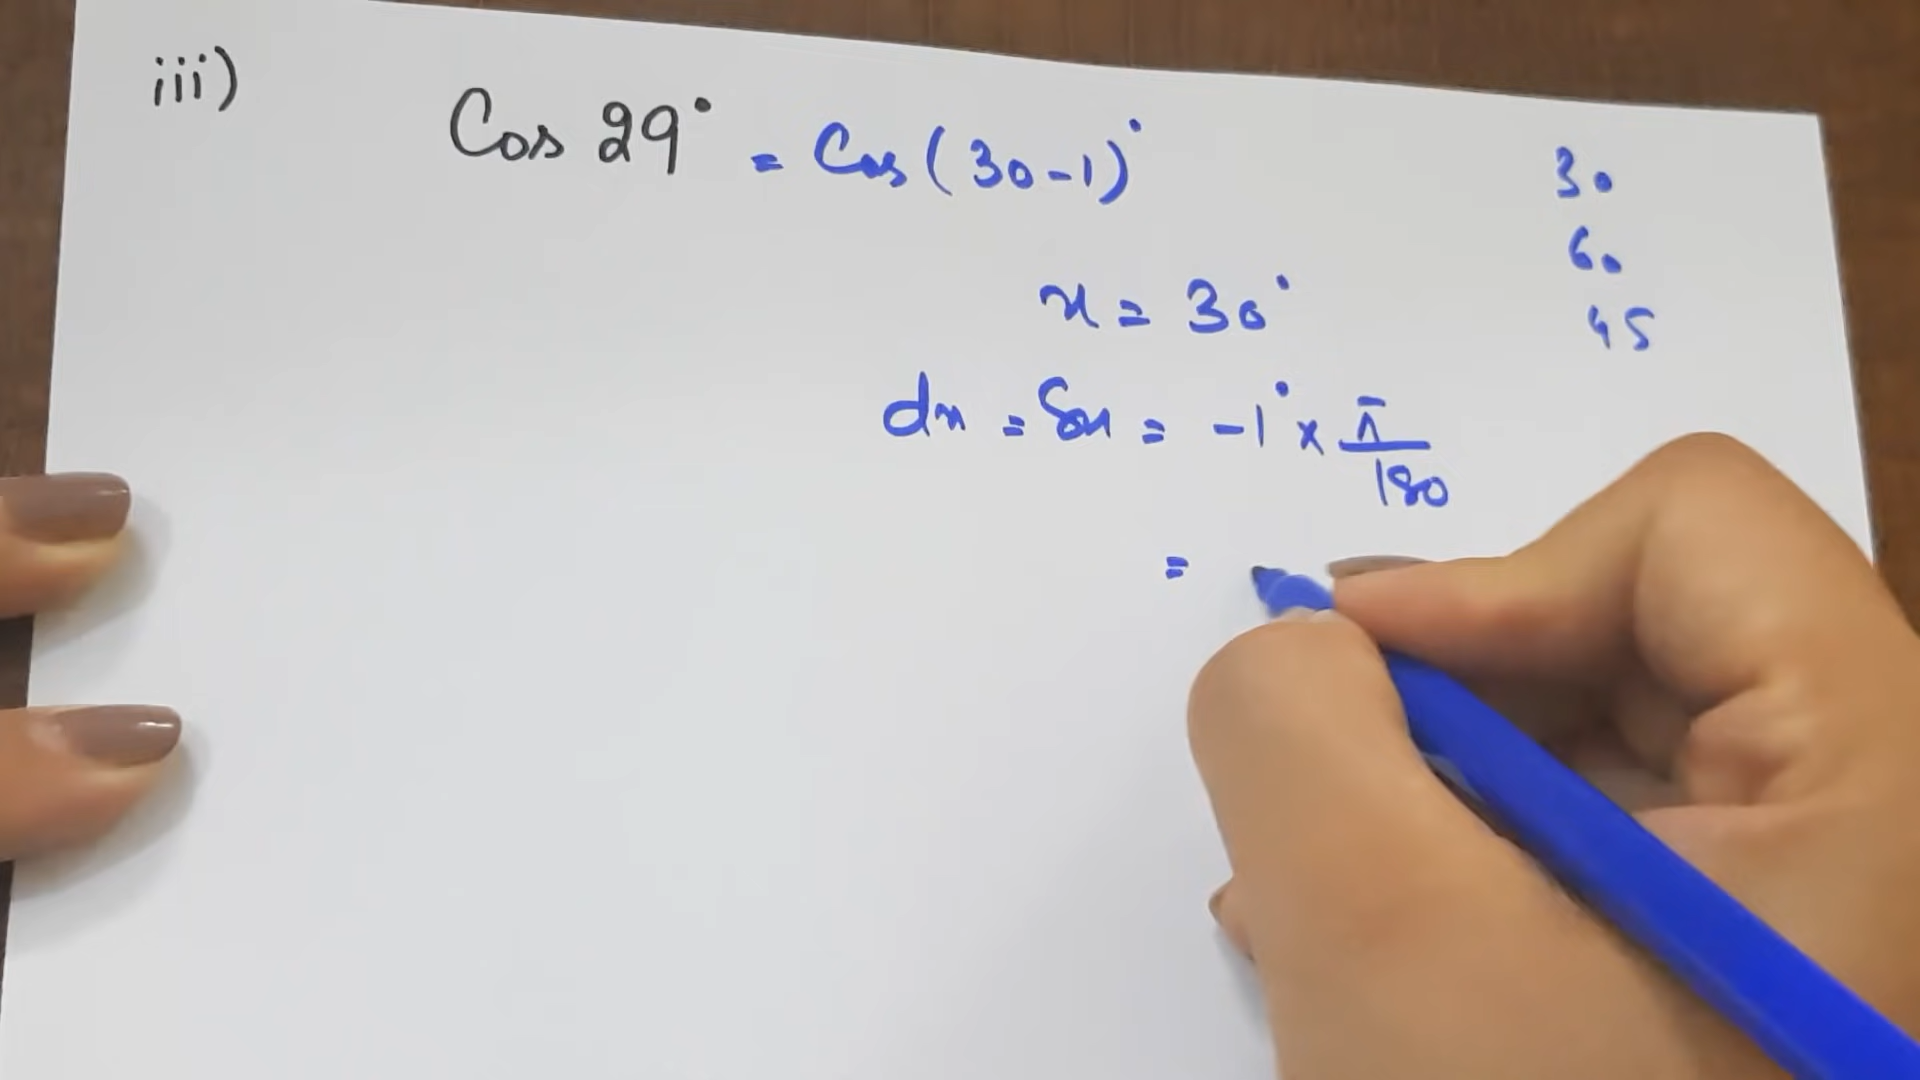 iii)
Cos 29° = Cos (30-1)°
x = 30°
dx = δx = -1° × π/180
=
30
60
45